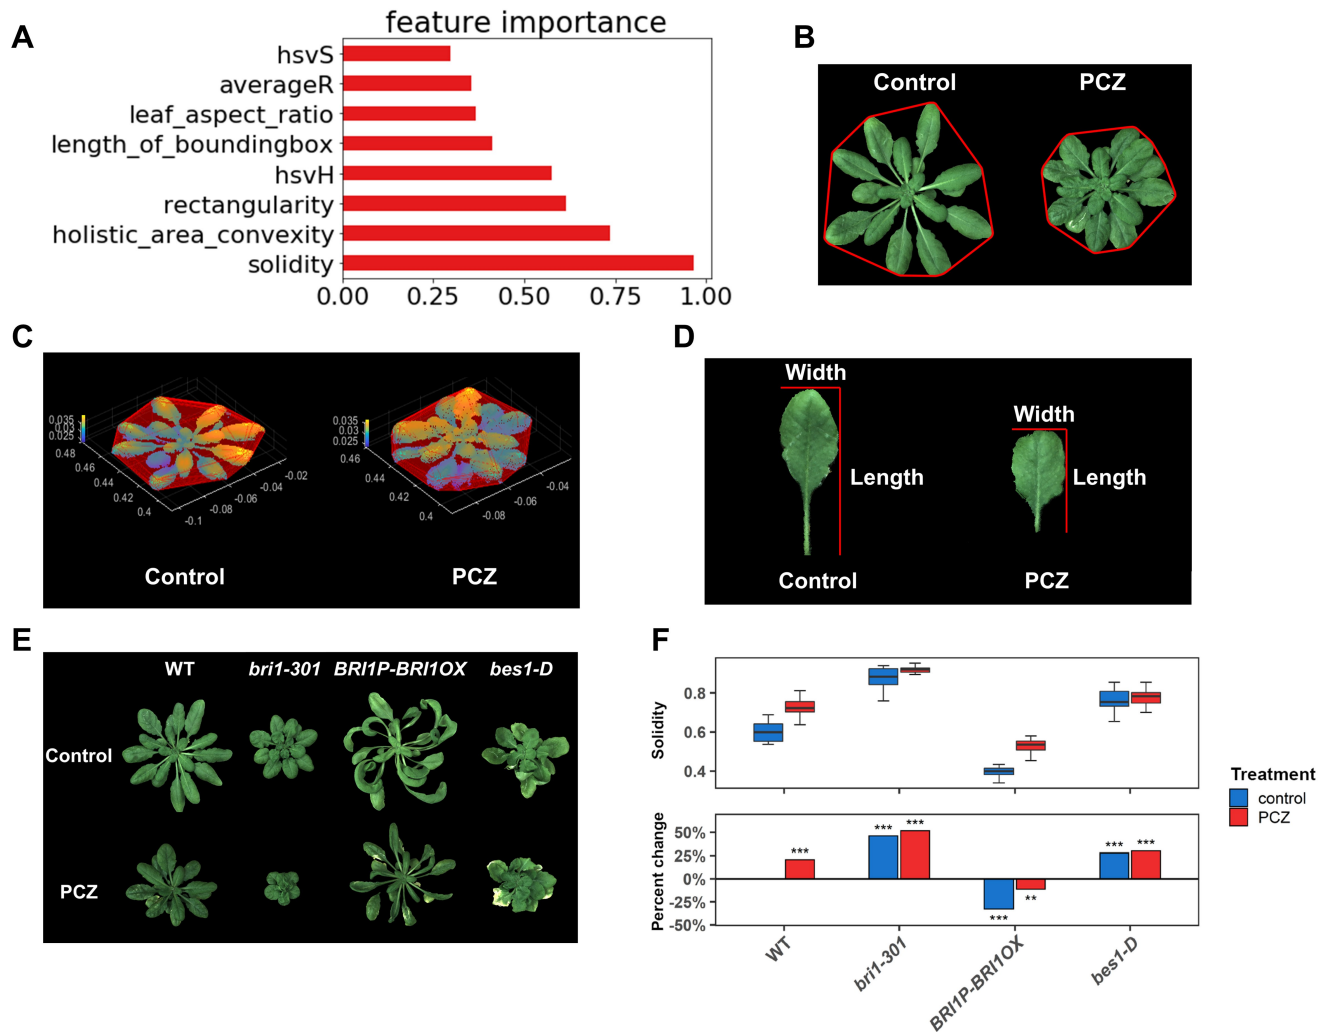 A
feature importance
hsvS
averageR
leaf_aspect_ratio
length_of_boundingbox
hsvH
rectangularity
holistic_area_convexity
solidity
0.00 0.25 0.50 0.75 1.00
B
Control PCZ
C
0.035
0.03
0.025
0.48
0.46
0.44
0.42
0.4
-0.02
-0.04
-0.06
-0.08
-0.1
Control
0.035
0.03
0.025
0.46
0.44
0.42
0.4
-0.04
-0.06
-0.08
PCZ
D
Width
Length
Control
Width
Length
PCZ
E
WT bri1-301 BRI1P-BRI1OX bes1-D
Control
PCZ
F
Solidity
0.8
0.6
0.4
Percent change
50%
25%
0%
-25%
-50%
***
*** ***
*** **
*** ***
WT
bri1-301
BRI1P-BRI1OX
bes1-D
Treatment
control
PCZ